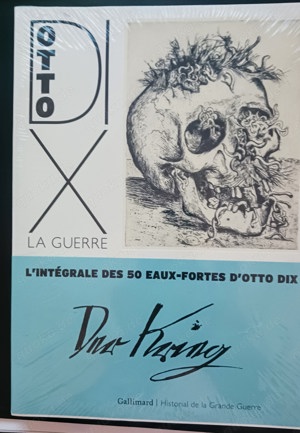 OTTO
DIX
LA GUERRE
L'INTÉGRALE DES 50 EAUX-FORTES D'OTTO DIX
Der Krieg
Gallimard | Historial de la Grande Guerre